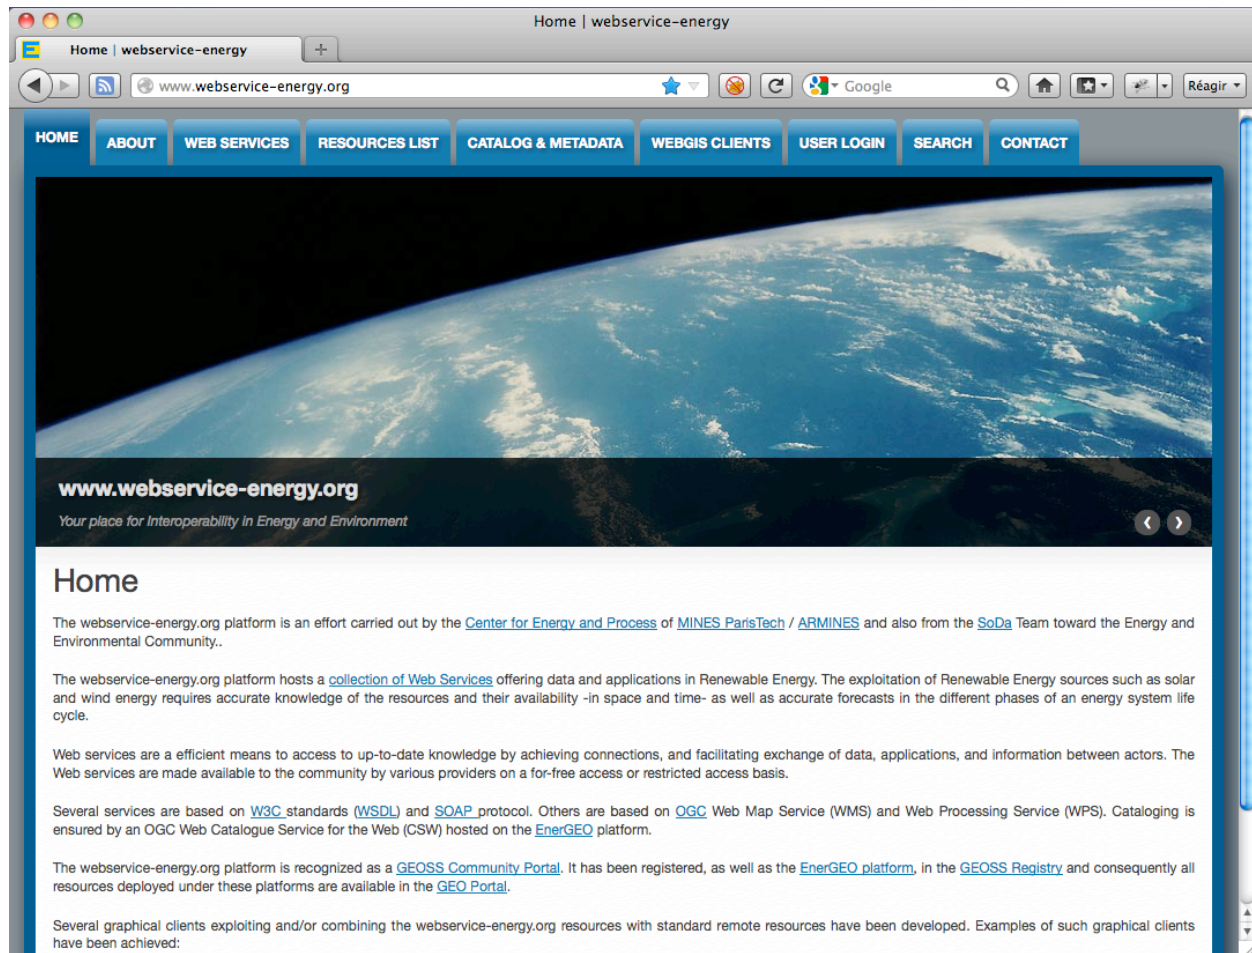 Home | webservice-energy
Home | webservice-energy
www.webservice-energy.org
Google
Réagir
HOME
ABOUT
WEB SERVICES
RESOURCES LIST
CATALOG & METADATA
WEBGIS CLIENTS
USER LOGIN
SEARCH
CONTACT
www.webservice-energy.org
Your place for Interoperability in Energy and Environment
Home
The webservice-energy.org platform is an effort carried out by the Center for Energy and Process of MINES ParisTech / ARMINES and also from the SoDa Team toward the Energy and
Environmental Community..
The webservice-energy.org platform hosts a collection of Web Services offering data and applications in Renewable Energy. The exploitation of Renewable Energy sources such as solar
and wind energy requires accurate knowledge of the resources and their availability -in space and time- as well as accurate forecasts in the different phases of an energy system life
cycle.
Web services are a efficient means to access to up-to-date knowledge by achieving connections, and facilitating exchange of data, applications, and information between actors. The
Web services are made available to the community by various providers on a for-free access or restricted access basis.
Several services are based on W3C standards (WSDL) and SOAP protocol. Others are based on OGC Web Map Service (WMS) and Web Processing Service (WPS). Cataloging is
ensured by an OGC Web Catalogue Service for the Web (CSW) hosted on the EnerGEO platform.
The webservice-energy.org platform is recognized as a GEOSS Community Portal. It has been registered, as well as the EnerGEO platform, in the GEOSS Registry and consequently all
resources deployed under these platforms are available in the GEO Portal.
Several graphical clients exploiting and/or combining the webservice-energy.org resources with standard remote resources have been developed. Examples of such graphical clients
have been achieved: